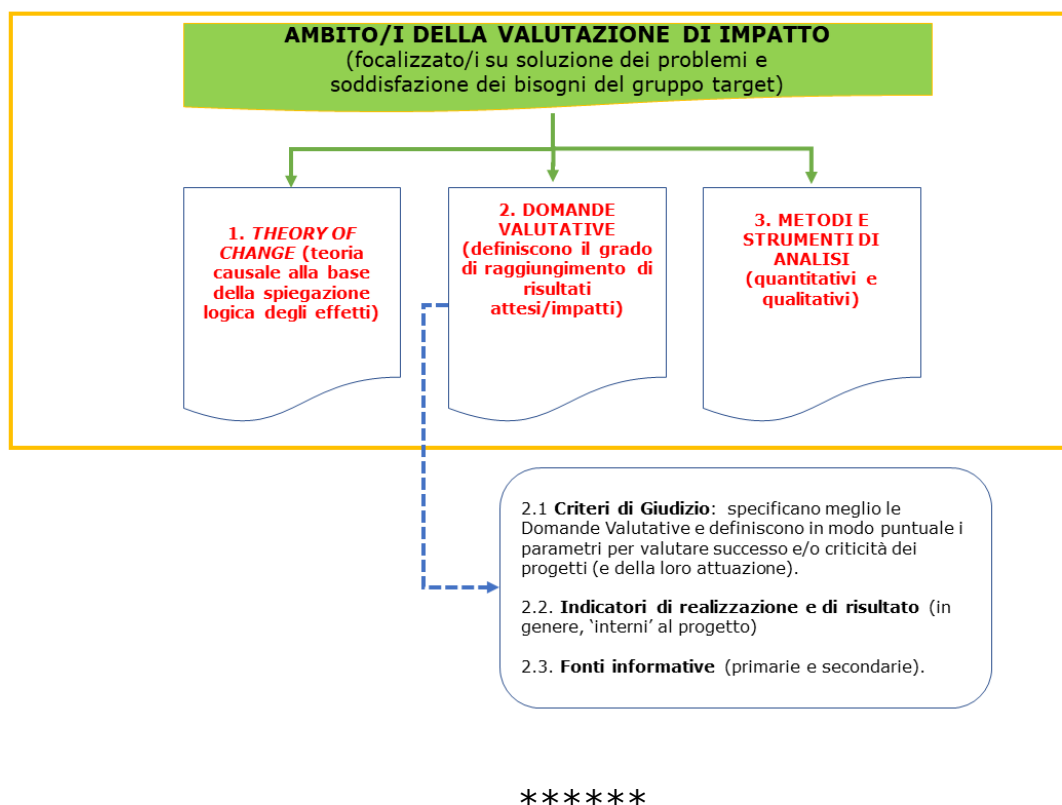 AMBITO/I DELLA VALUTAZIONE DI IMPATTO
(focalizzato/i su soluzione dei problemi e
soddisfazione dei bisogni del gruppo target)
1. THEORY OF
CHANGE (teoria
causale alla base
della spiegazione
logica degli effetti)
2. DOMANDE
VALUTATIVE
(definiscono il grado
di raggiungimento di
risultati
attesi/impatti)
3. METODI E
STRUMENTI DI
ANALISI
(quantitativi e
qualitativi)
2.1 Criteri di Giudizio: specificano meglio le
Domande Valutative e definiscono in modo puntuale i
parametri per valutare successo e/o criticità dei
progetti (e della loro attuazione).
2.2. Indicatori di realizzazione e di risultato (in
genere, ‘interni’ al progetto)
2.3. Fonti informative (primarie e secondarie).
******